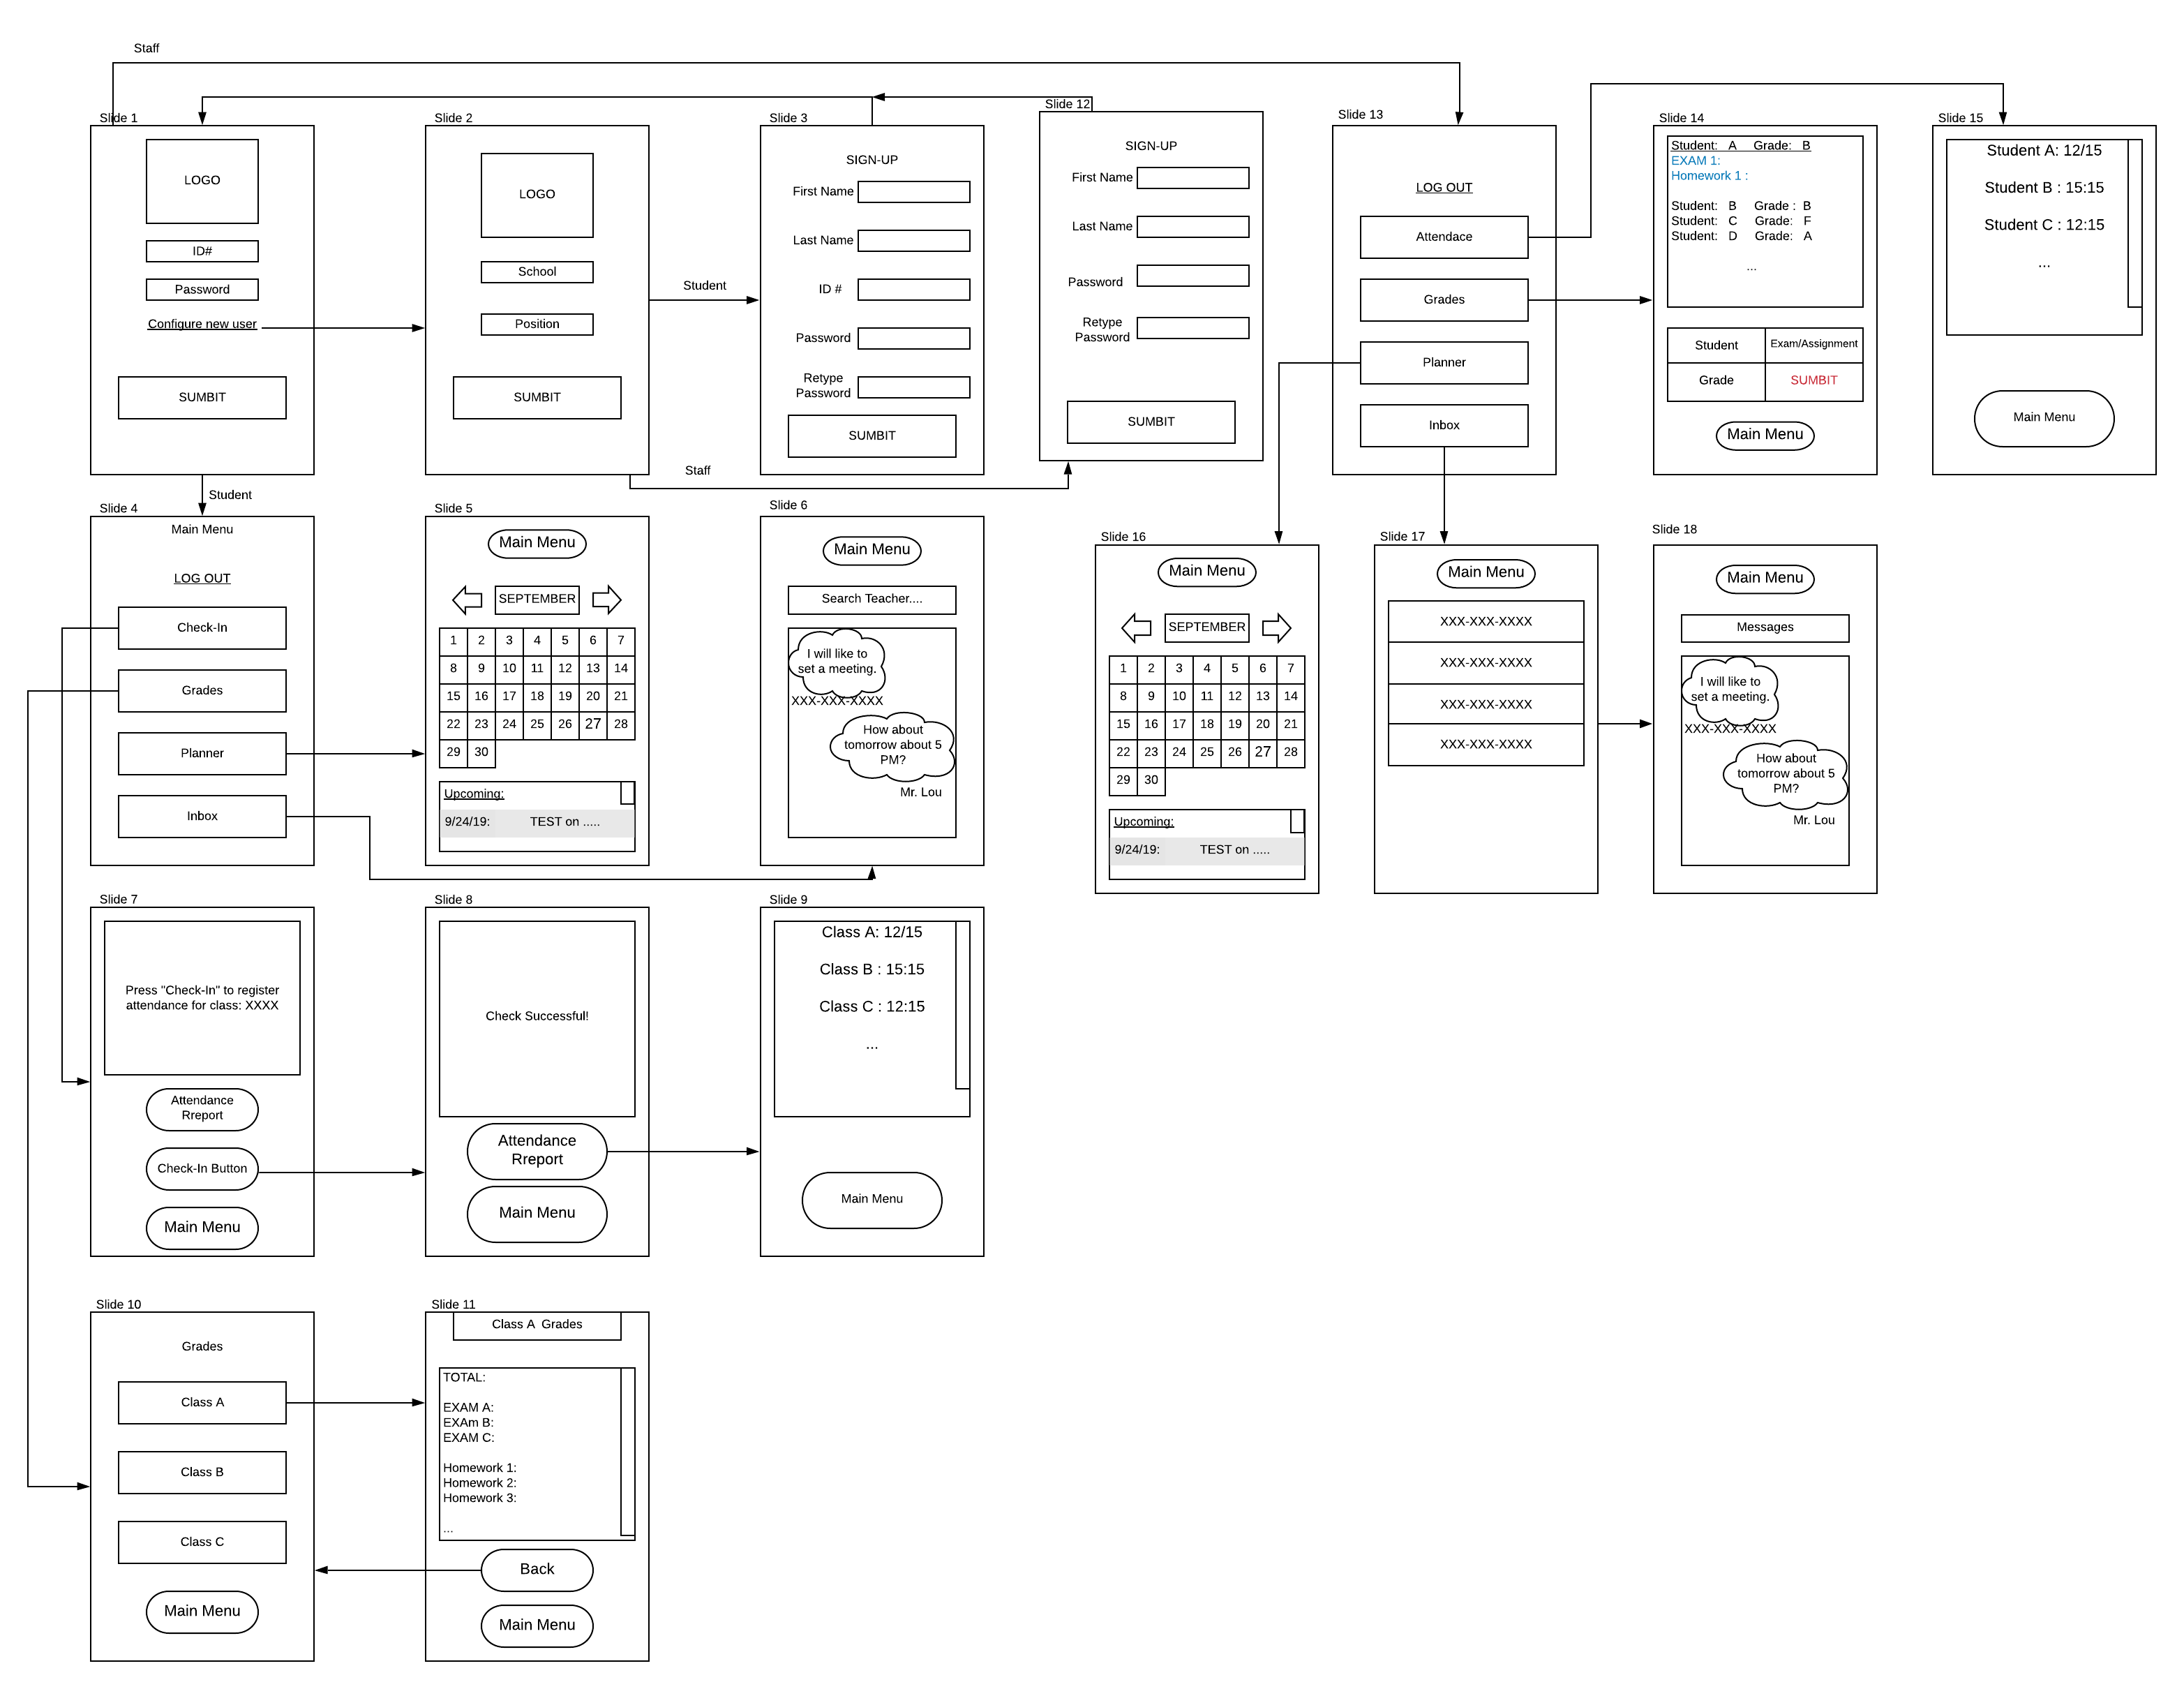 Staff
Slide 1
LOGO
ID#
Password
Configure new user
SUMBIT
Student
Slide 2
LOGO
School
Position
SUMBIT
Student
Staff
Slide 3
SIGN-UP
First Name
Last Name
ID #
Password
Retype
Password
SUMBIT
Slide 12
SIGN-UP
First Name
Last Name
Password
Retype
Password
SUMBIT
Slide 13
LOG OUT
Attendace
Grades
Planner
Inbox
Slide 14
Student: A Grade: B
EXAM 1:
Homework 1 :
Student: B Grade : B
Student: C Grade: F
Student: D Grade: A
...
Student Exam/Assignment
Grade SUMBIT
Main Menu
Slide 15
Student A: 12/15
Student B : 15:15
Student C : 12:15
...
Main Menu
Slide 4
Main Menu
LOG OUT
Check-In
Grades
Planner
Inbox
Slide 5
Main Menu
SEPTEMBER
1 2 3 4 5 6 7
8 9 10 11 12 13 14
15 16 17 18 19 20 21
22 23 24 25 26 27 28
29 30
Upcoming:
9/24/19: TEST on .....
Slide 6
Main Menu
Search Teacher....
I will like to
set a meeting.
XXX-XXX-XXXX
How about
tomorrow about 5
PM?
Mr. Lou
Slide 16
Main Menu
SEPTEMBER
1 2 3 4 5 6 7
8 9 10 11 12 13 14
15 16 17 18 19 20 21
22 23 24 25 26 27 28
29 30
Upcoming:
9/24/19: TEST on .....
Slide 17
Main Menu
XXX-XXX-XXXX
XXX-XXX-XXXX
XXX-XXX-XXXX
XXX-XXX-XXXX
Slide 18
Main Menu
Messages
I will like to
set a meeting.
XXX-XXX-XXXX
How about
tomorrow about 5
PM?
Mr. Lou
Slide 7
Press "Check-In" to register
attendance for class: XXXX
Attendance
Rreport
Check-In Button
Main Menu
Slide 8
Check Successful!
Attendance
Rreport
Main Menu
Slide 9
Class A: 12/15
Class B : 15:15
Class C : 12:15
...
Main Menu
Slide 10
Grades
Class A
Class B
Class C
Main Menu
Slide 11
Class A Grades
TOTAL:
EXAM A:
EXAm B:
EXAM C:
Homework 1:
Homework 2:
Homework 3:
...
Back
Main Menu